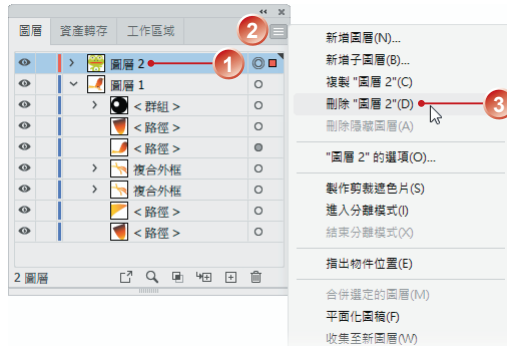 圖層 資產轉存 工作區域
2
圖層 2
1
圖層 1
<群組>
<路徑>
<路徑>
複合外框
複合外框
<路徑>
<路徑>
2 圖層
新增圖層(N)...
新增子圖層(B)...
複製 "圖層 2"(C)
刪除 "圖層 2"(D)
3
刪除隱藏圖層(A)
"圖層 2" 的選項(O)...
製作剪裁遮色片(S)
進入分離模式(I)
結束分離模式(X)
指出物件位置(E)
合併選定的圖層(M)
平面化圖稿(F)
收集至新圖層(W)